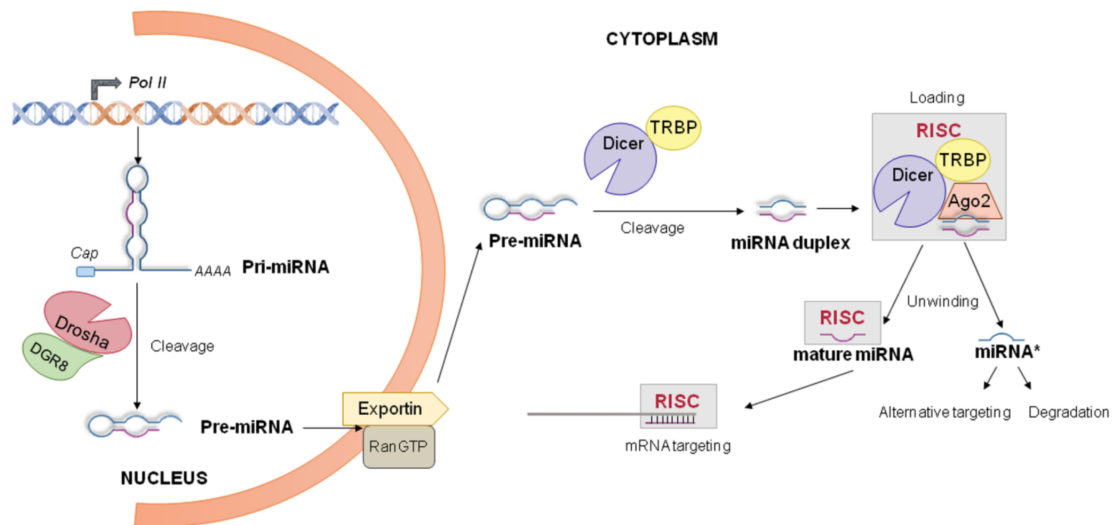 CYTOPLASM
Pol II
Cap
AAAA
Pri-miRNA
Drosha
DGR8
Cleavage
Pre-miRNA
NUCLEUS
Exportin
RanGTP
Pre-miRNA
Dicer
TRBP
Cleavage
miRNA duplex
Loading
RISC
TRBP
Dicer
Ago2
Unwinding
RISC
mature miRNA
miRNA*
Alternative targeting
Degradation
RISC
mRNA targeting